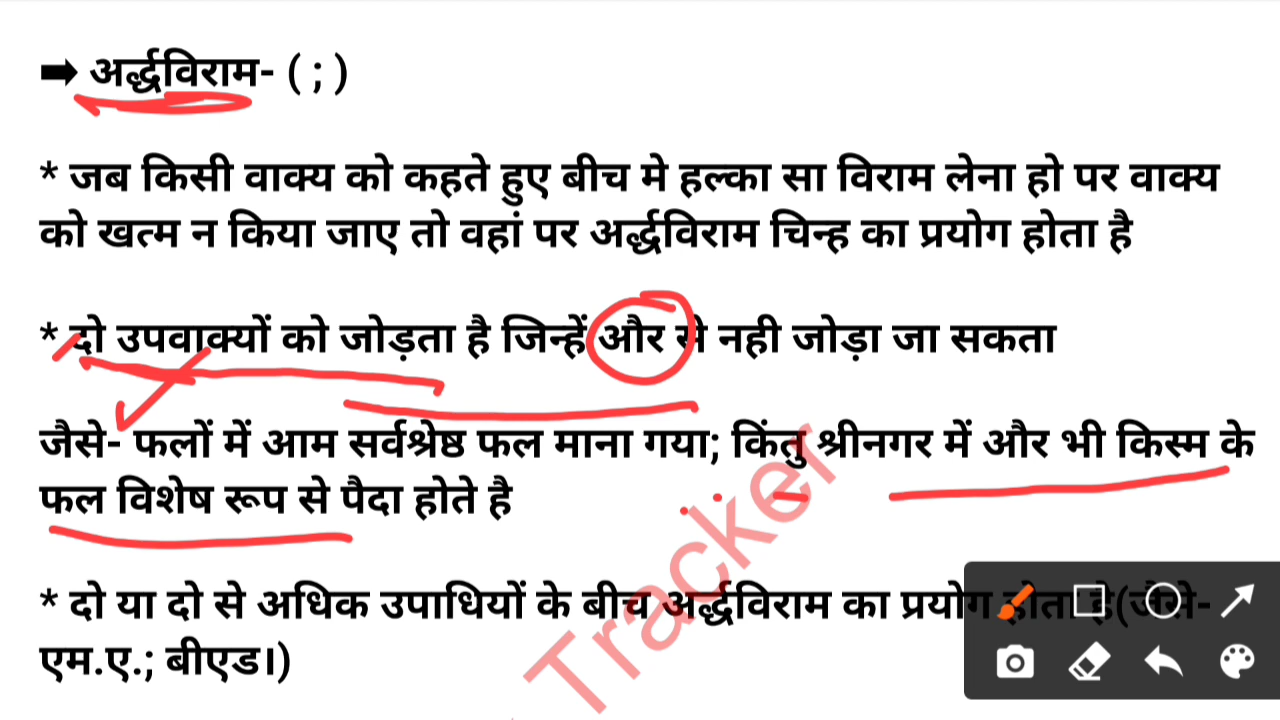 ➡ अर्द्धविराम- ( ; )
* जब किसी वाक्य को कहते हुए बीच मे हल्का सा विराम लेना हो पर वाक्य
को खत्म न किया जाए तो वहां पर अर्द्धविराम चिन्ह का प्रयोग होता है
* दो उपवाक्यों को जोड़ता है जिन्हें और से नही जोड़ा जा सकता
जैसे- फलों में आम सर्वश्रेष्ठ फल माना गया; किंतु श्रीनगर में और भी किस्म के
फल विशेष रूप से पैदा होते है
* दो या दो से अधिक उपाधियों के बीच अर्द्धविराम का प्रयोग होता है(जैसे-
एम.ए.; बीएड।)
Tracker